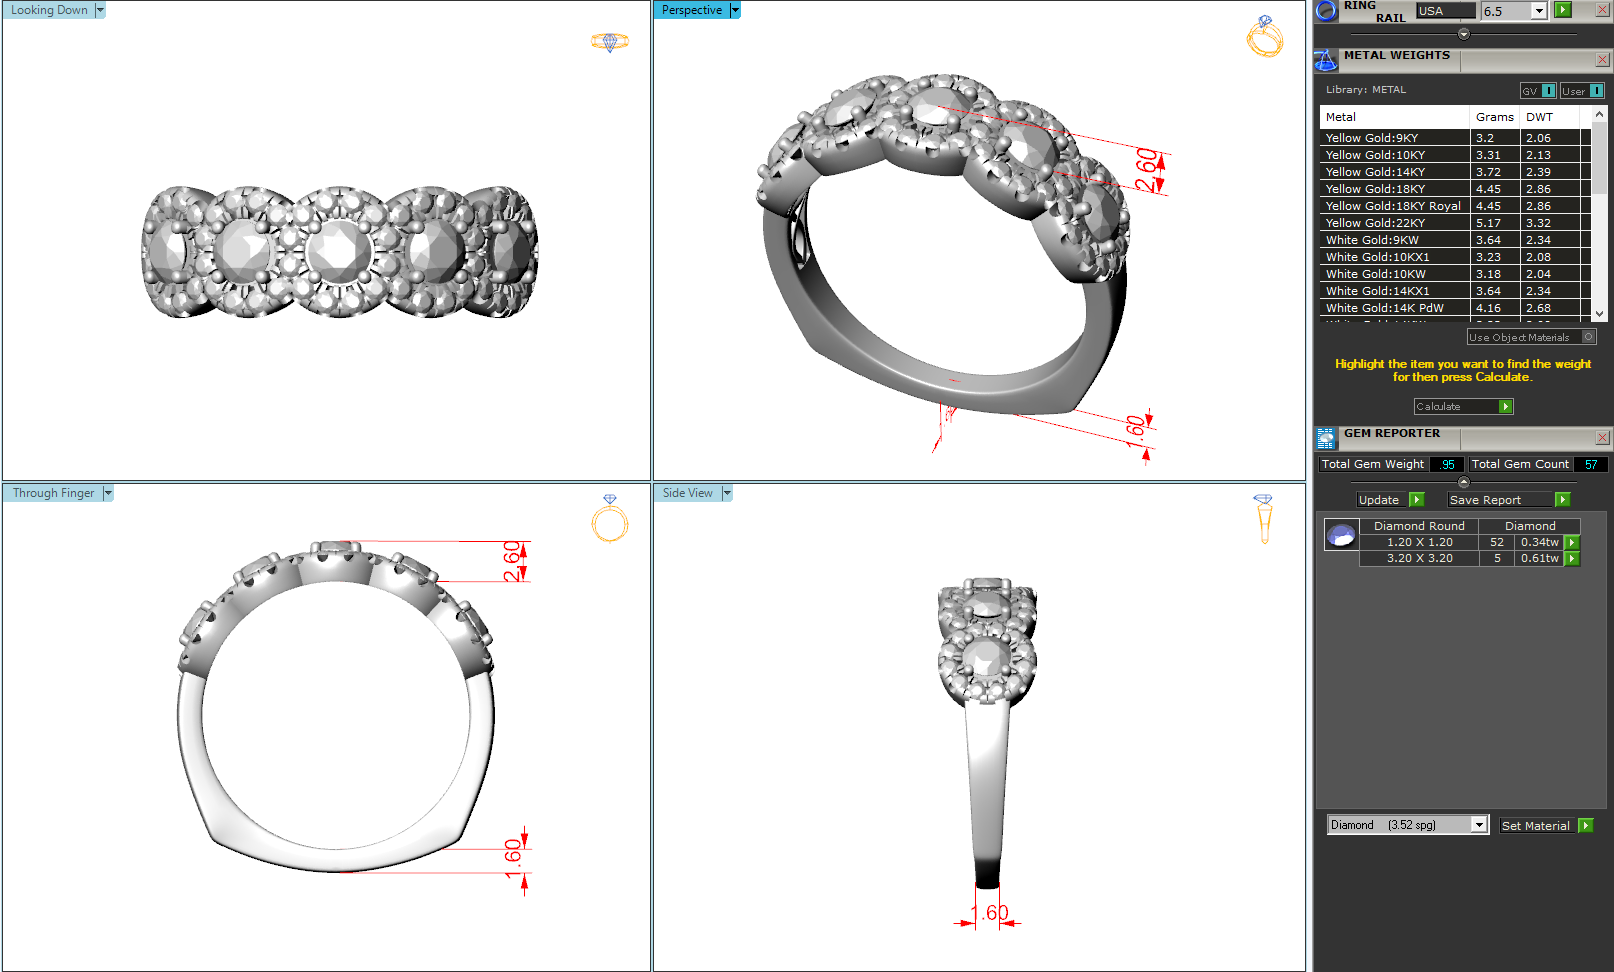 Looking Down
Perspective
2.60
1.60
Through Finger
2.60
1.60
Side View
1.60
RING RAIL
USA
6.5
METAL WEIGHTS
Library: METAL
GV I User I
Metal Grams DWT
Yellow Gold:9KY 3.2 2.06
Yellow Gold:10KY 3.31 2.13
Yellow Gold:14KY 3.72 2.39
Yellow Gold:18KY 4.45 2.86
Yellow Gold:18KY Royal 4.45 2.86
Yellow Gold:22KY 5.17 3.32
White Gold:9KW 3.64 2.34
White Gold:10KX1 3.23 2.08
White Gold:10KW 3.18 2.04
White Gold:14KX1 3.64 2.34
White Gold:14K PdW 4.16 2.68
Use Object Materials
Highlight the item you want to find the weight
for then press Calculate.
Calculate
GEM REPORTER
Total Gem Weight .95 Total Gem Count 57
Update Save Report
Diamond Round Diamond
1.20 X 1.20 52 0.34tw
3.20 X 3.20 5 0.61tw
Diamond (3.52 spg) Set Material